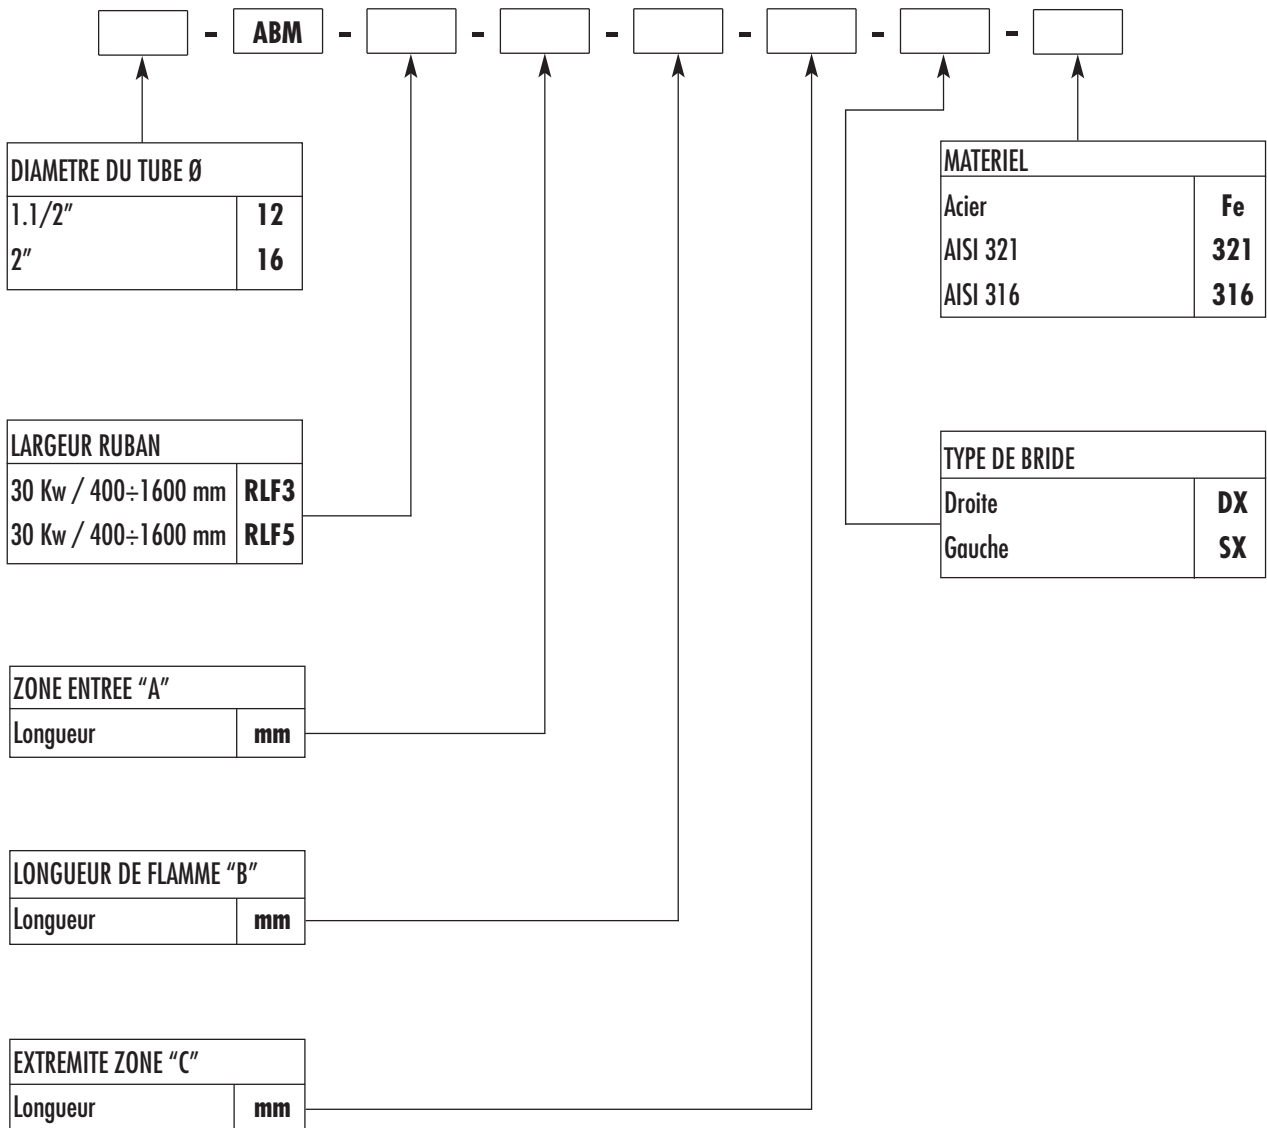 - ABM - - - - - -
DIAMETRE DU TUBE Ø
1.1/2” 12
2” 16
MATERIEL
Acier Fe
AISI 321 321
AISI 316 316
LARGEUR RUBAN
30 Kw / 400÷1600 mm RLF3
30 Kw / 400÷1600 mm RLF5
TYPE DE BRIDE
Droite DX
Gauche SX
ZONE ENTREE “A”
Longueur mm
LONGUEUR DE FLAMME “B”
Longueur mm
EXTREMITE ZONE “C”
Longueur mm